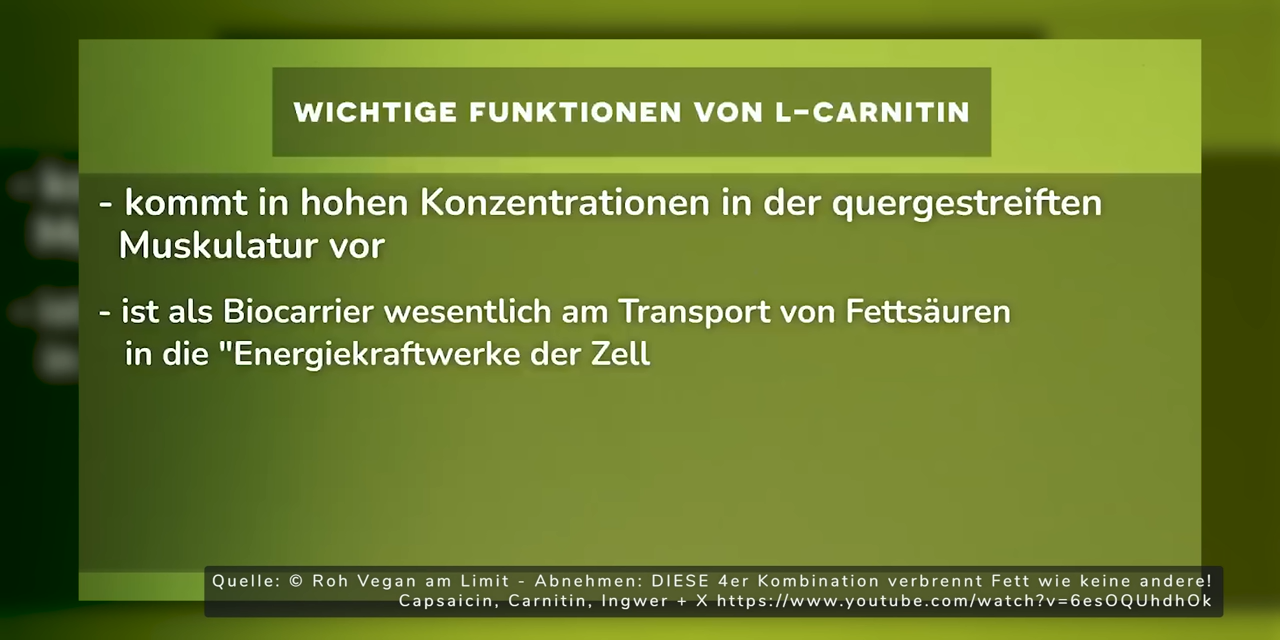 WICHTIGE FUNKTIONEN VON L-CARNITIN
- kommt in hohen Konzentrationen in der quergestreiften
Muskulatur vor
- ist als Biocarrier wesentlich am Transport von Fettsäuren
in die "Energiekraftwerke der Zell
Quelle: © Roh Vegan am Limit - Abnehmen: DIESE 4er Kombination verbrennt Fett wie keine andere!
Capsaicin, Carnitin, Ingwer + X https://www.youtube.com/watch?v=6esOQUhdhOk